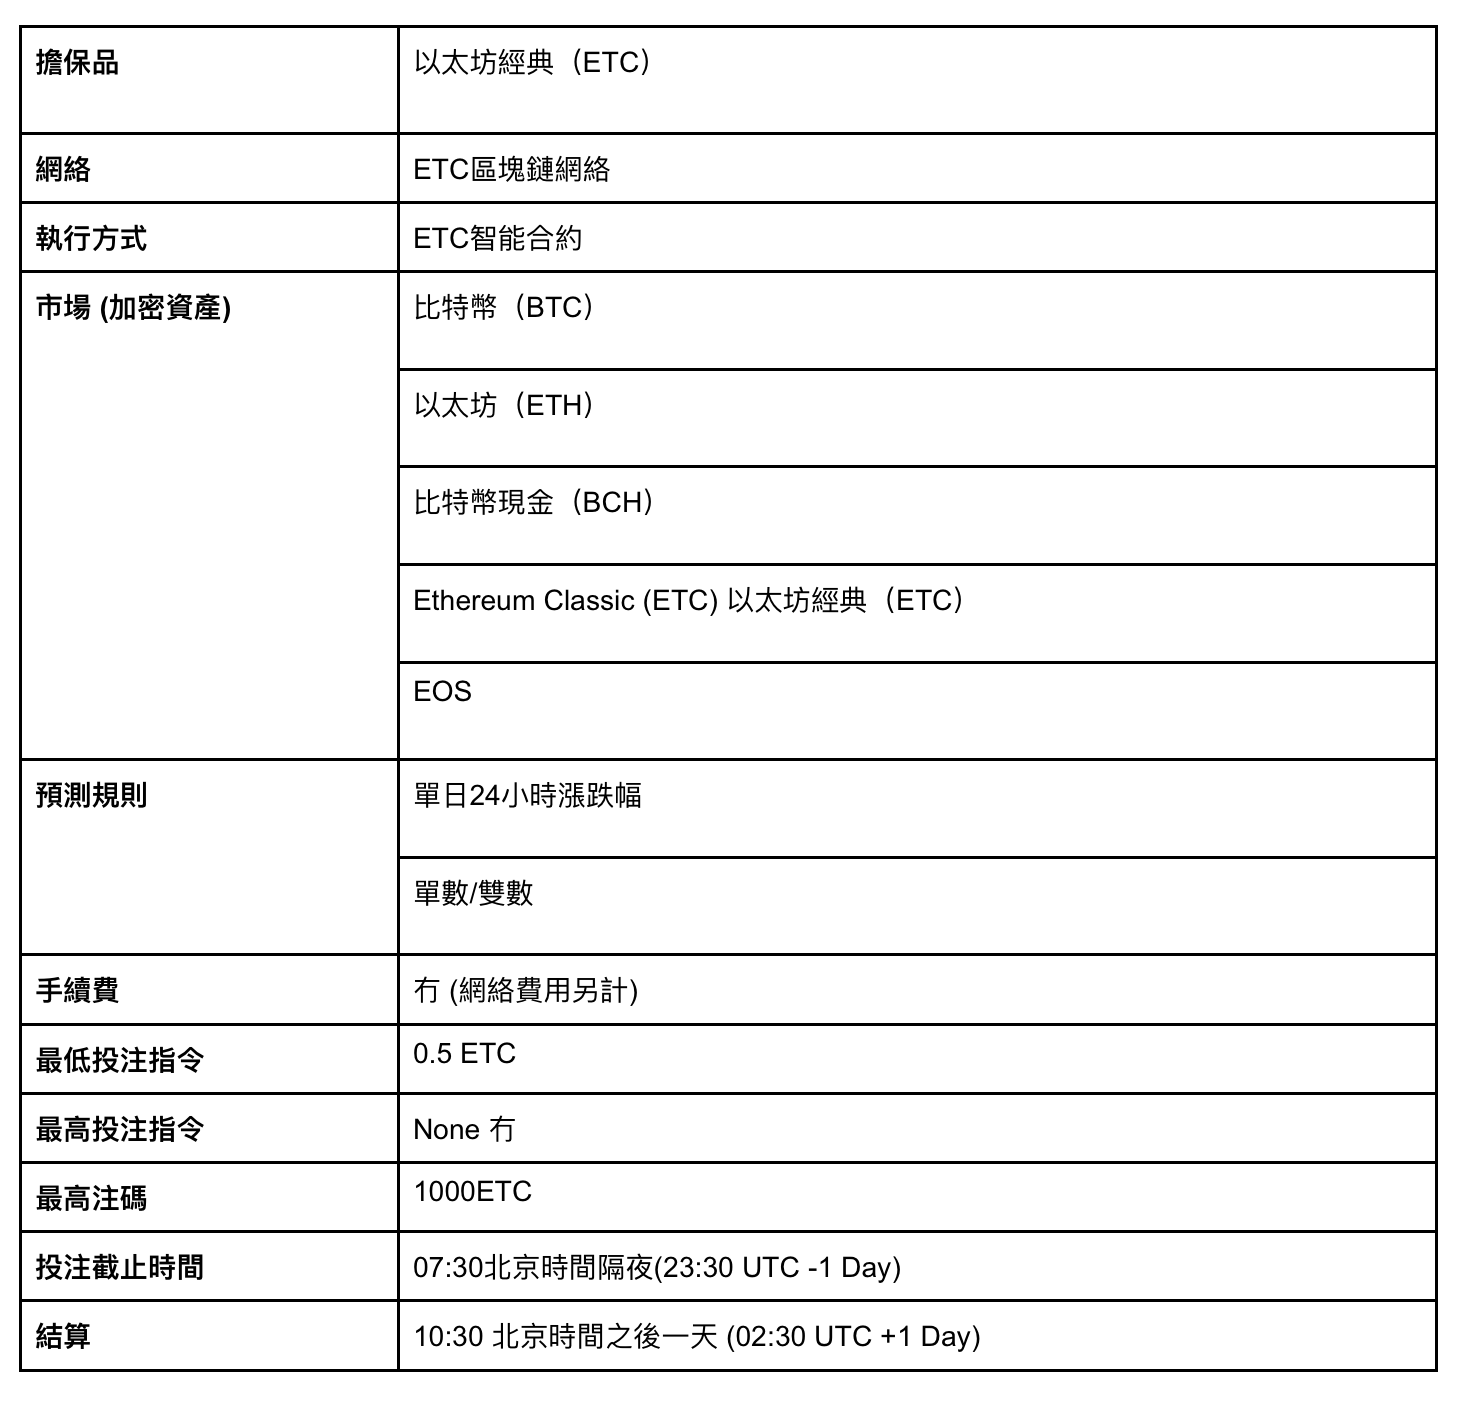 擔保品
以太坊經典（ETC）
網絡
ETC區塊鏈網絡
執行方式
ETC智能合約
市場 (加密資產)
比特幣（BTC）
以太坊（ETH）
比特幣現金（BCH）
Ethereum Classic (ETC) 以太坊經典（ETC）
EOS
預測規則
單日24小時漲跌幅
單數/雙數
手續費
冇 (網絡費用另計)
最低投注指令
0.5 ETC
最高投注指令
None 冇
最高注碼
1000ETC
投注截止時間
07:30北京時間隔夜(23:30 UTC -1 Day)
結算
10:30 北京時間之後一天 (02:30 UTC +1 Day)